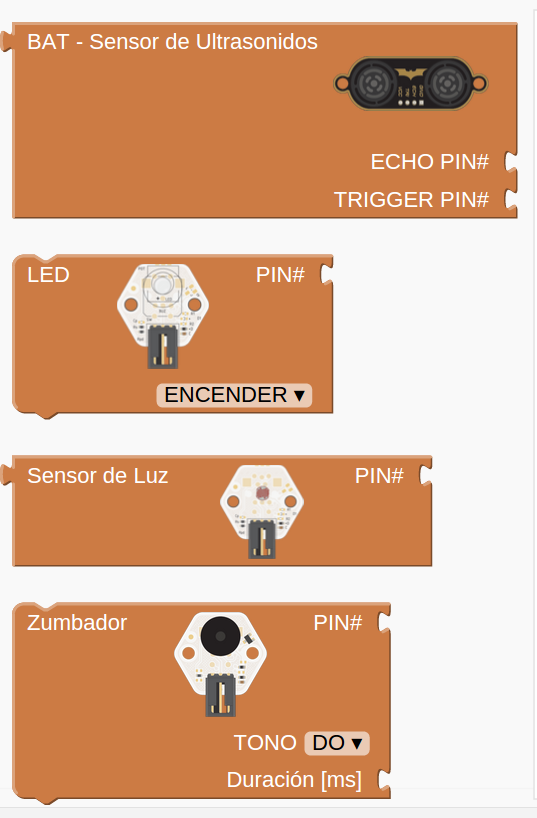 BAT - Sensor de Ultrasonidos
ECHO PIN#
TRIGGER PIN#
LED PIN#
ENCENDER ▾
Sensor de Luz PIN#
Zumbador PIN#
TONO DO ▾
Duración [ms]